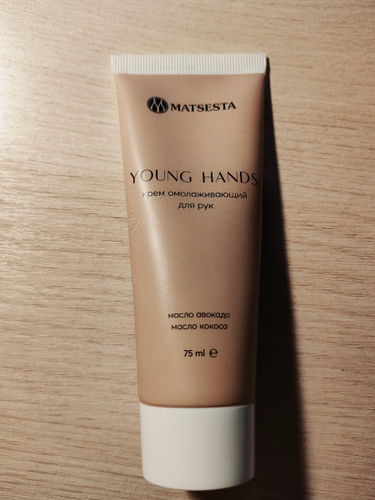 MATSESTA
YOUNG HANDS
крем омолаживающий
для рук
масло авокадо
масло кокоса
75 ml ℮